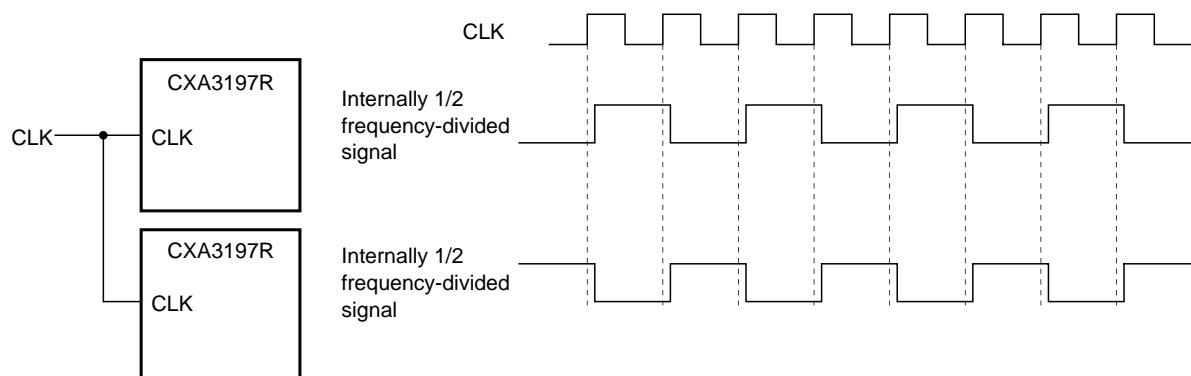 CLK
CXA3197R
CLK
CLK
Internally 1/2
frequency-divided
signal
CXA3197R
CLK
Internally 1/2
frequency-divided
signal